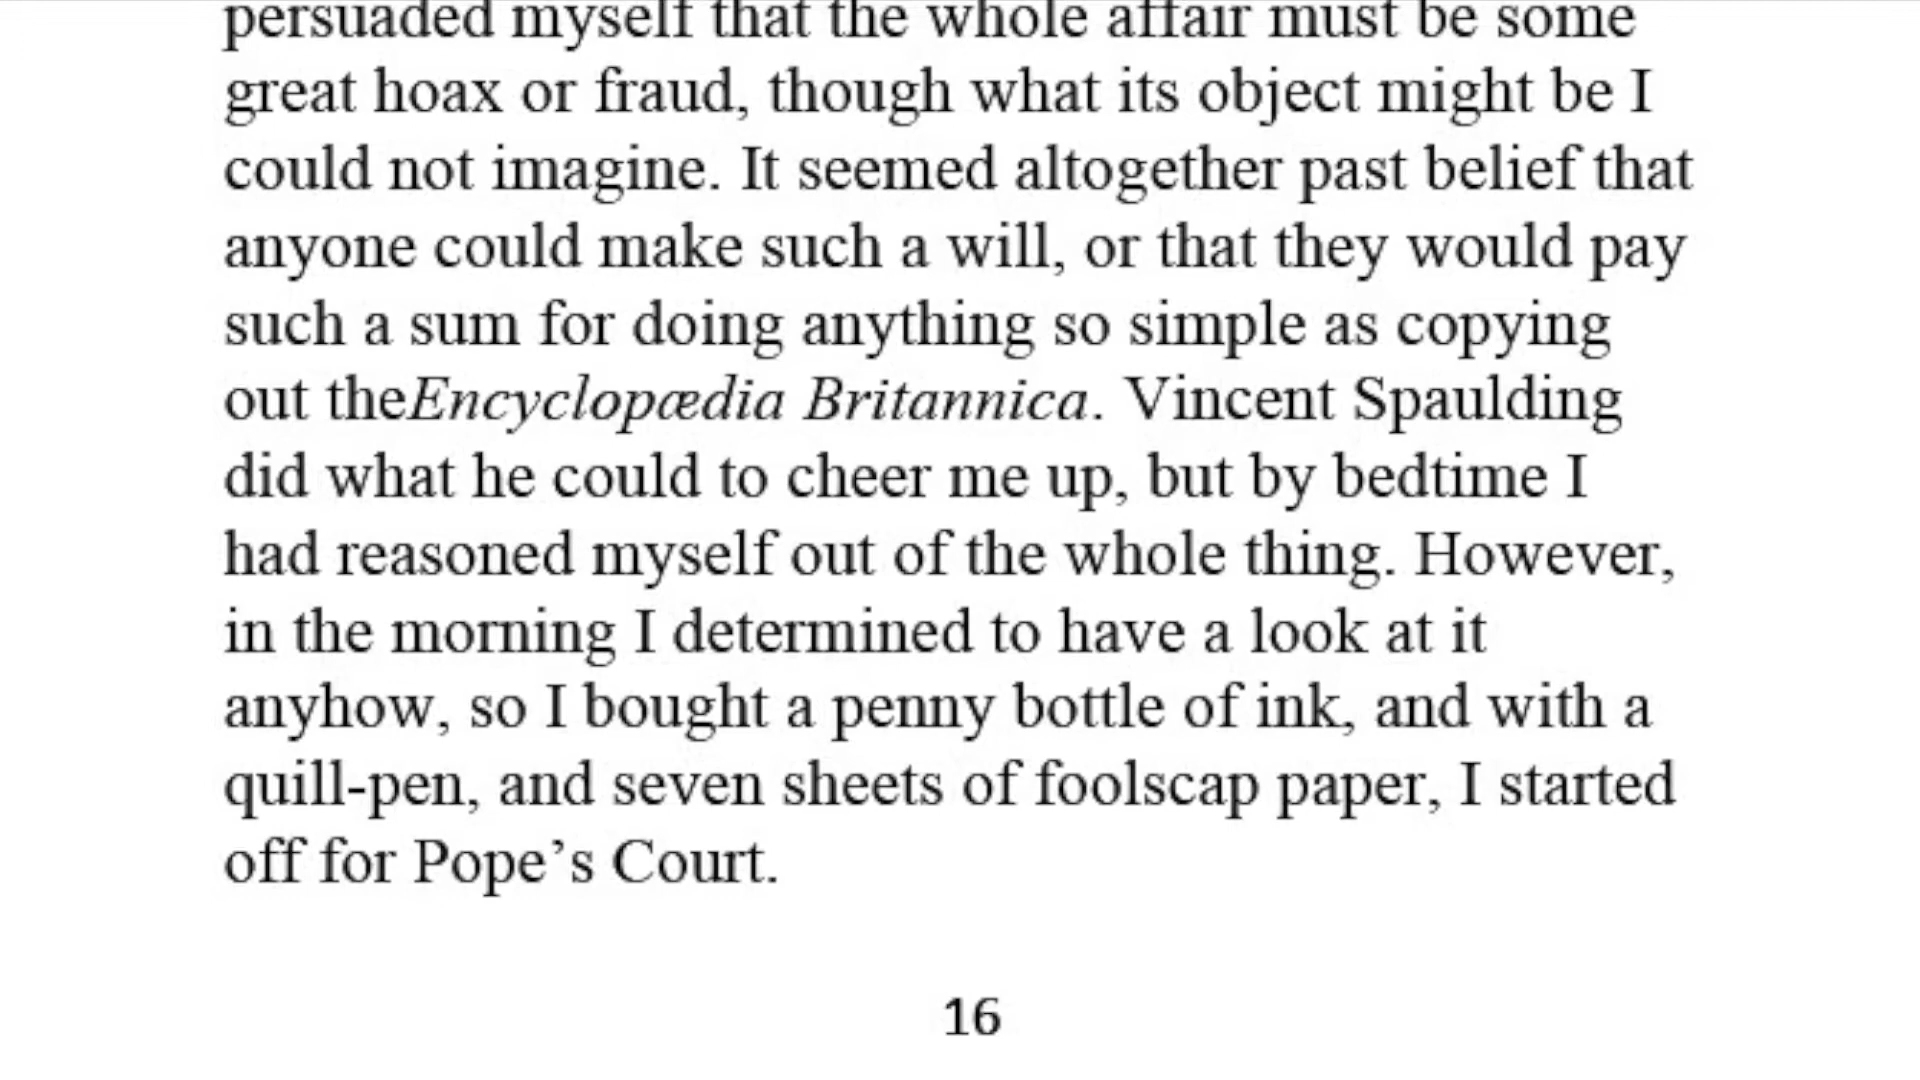 persuaded myself that the whole affair must be some
great hoax or fraud, though what its object might be I
could not imagine. It seemed altogether past belief that
anyone could make such a will, or that they would pay
such a sum for doing anything so simple as copying
out theEncyclopædia Britannica. Vincent Spaulding
did what he could to cheer me up, but by bedtime I
had reasoned myself out of the whole thing. However,
in the morning I determined to have a look at it
anyhow, so I bought a penny bottle of ink, and with a
quill-pen, and seven sheets of foolscap paper, I started
off for Pope’s Court.
16